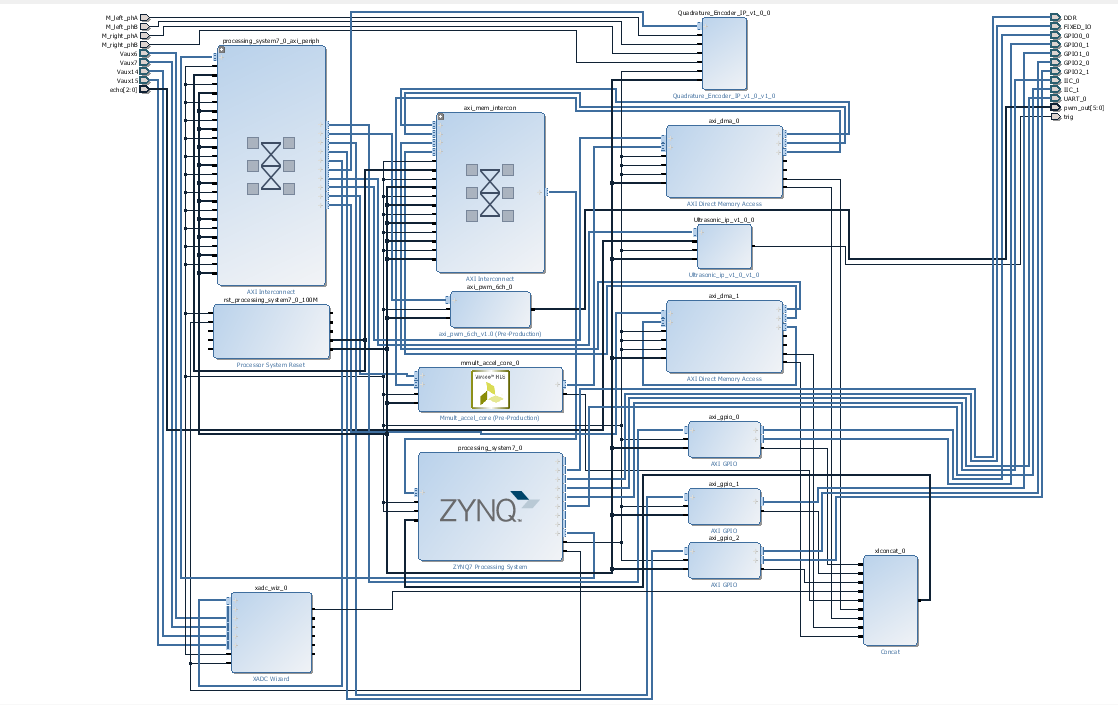 M_left_phA
M_left_phB
M_right_phA
M_right_phB
Vaux6
Vaux7
Vaux14
Vaux15
echo[2:0]
processing_system7_0_axi_periph
AXI Interconnect
rst_processing_system7_0_100M
Processor System Reset
axi_mem_intercon
AXI Interconnect
axi_pwm_6ch_0
axi_pwm_6ch_v1.0 (Pre-Production)
mmult_accel_core_0
Vivado™ HLS
Mmult_accel_core (Pre-Production)
processing_system7_0
ZYNQ
ZYNQ7 Processing System
xadc_wiz_0
XADC Wizard
Quadrature_Encoder_IP_v1_0_0
Quadrature_Encoder_IP_v1_0_v1_0
axi_dma_0
AXI Direct Memory Access
Ultrasonic_ip_v1_0_0
Ultrasonic_ip_v1_0_v1_0
axi_dma_1
AXI Direct Memory Access
axi_gpio_0
AXI GPIO
axi_gpio_1
AXI GPIO
axi_gpio_2
AXI GPIO
xlconcat_0
Concat
DDR
FIXED_IO
GPIO0_0
GPIO0_1
GPIO1_0
GPIO2_0
GPIO2_1
IIC_0
IIC_1
UART_0
pwm_out[5:0]
trig